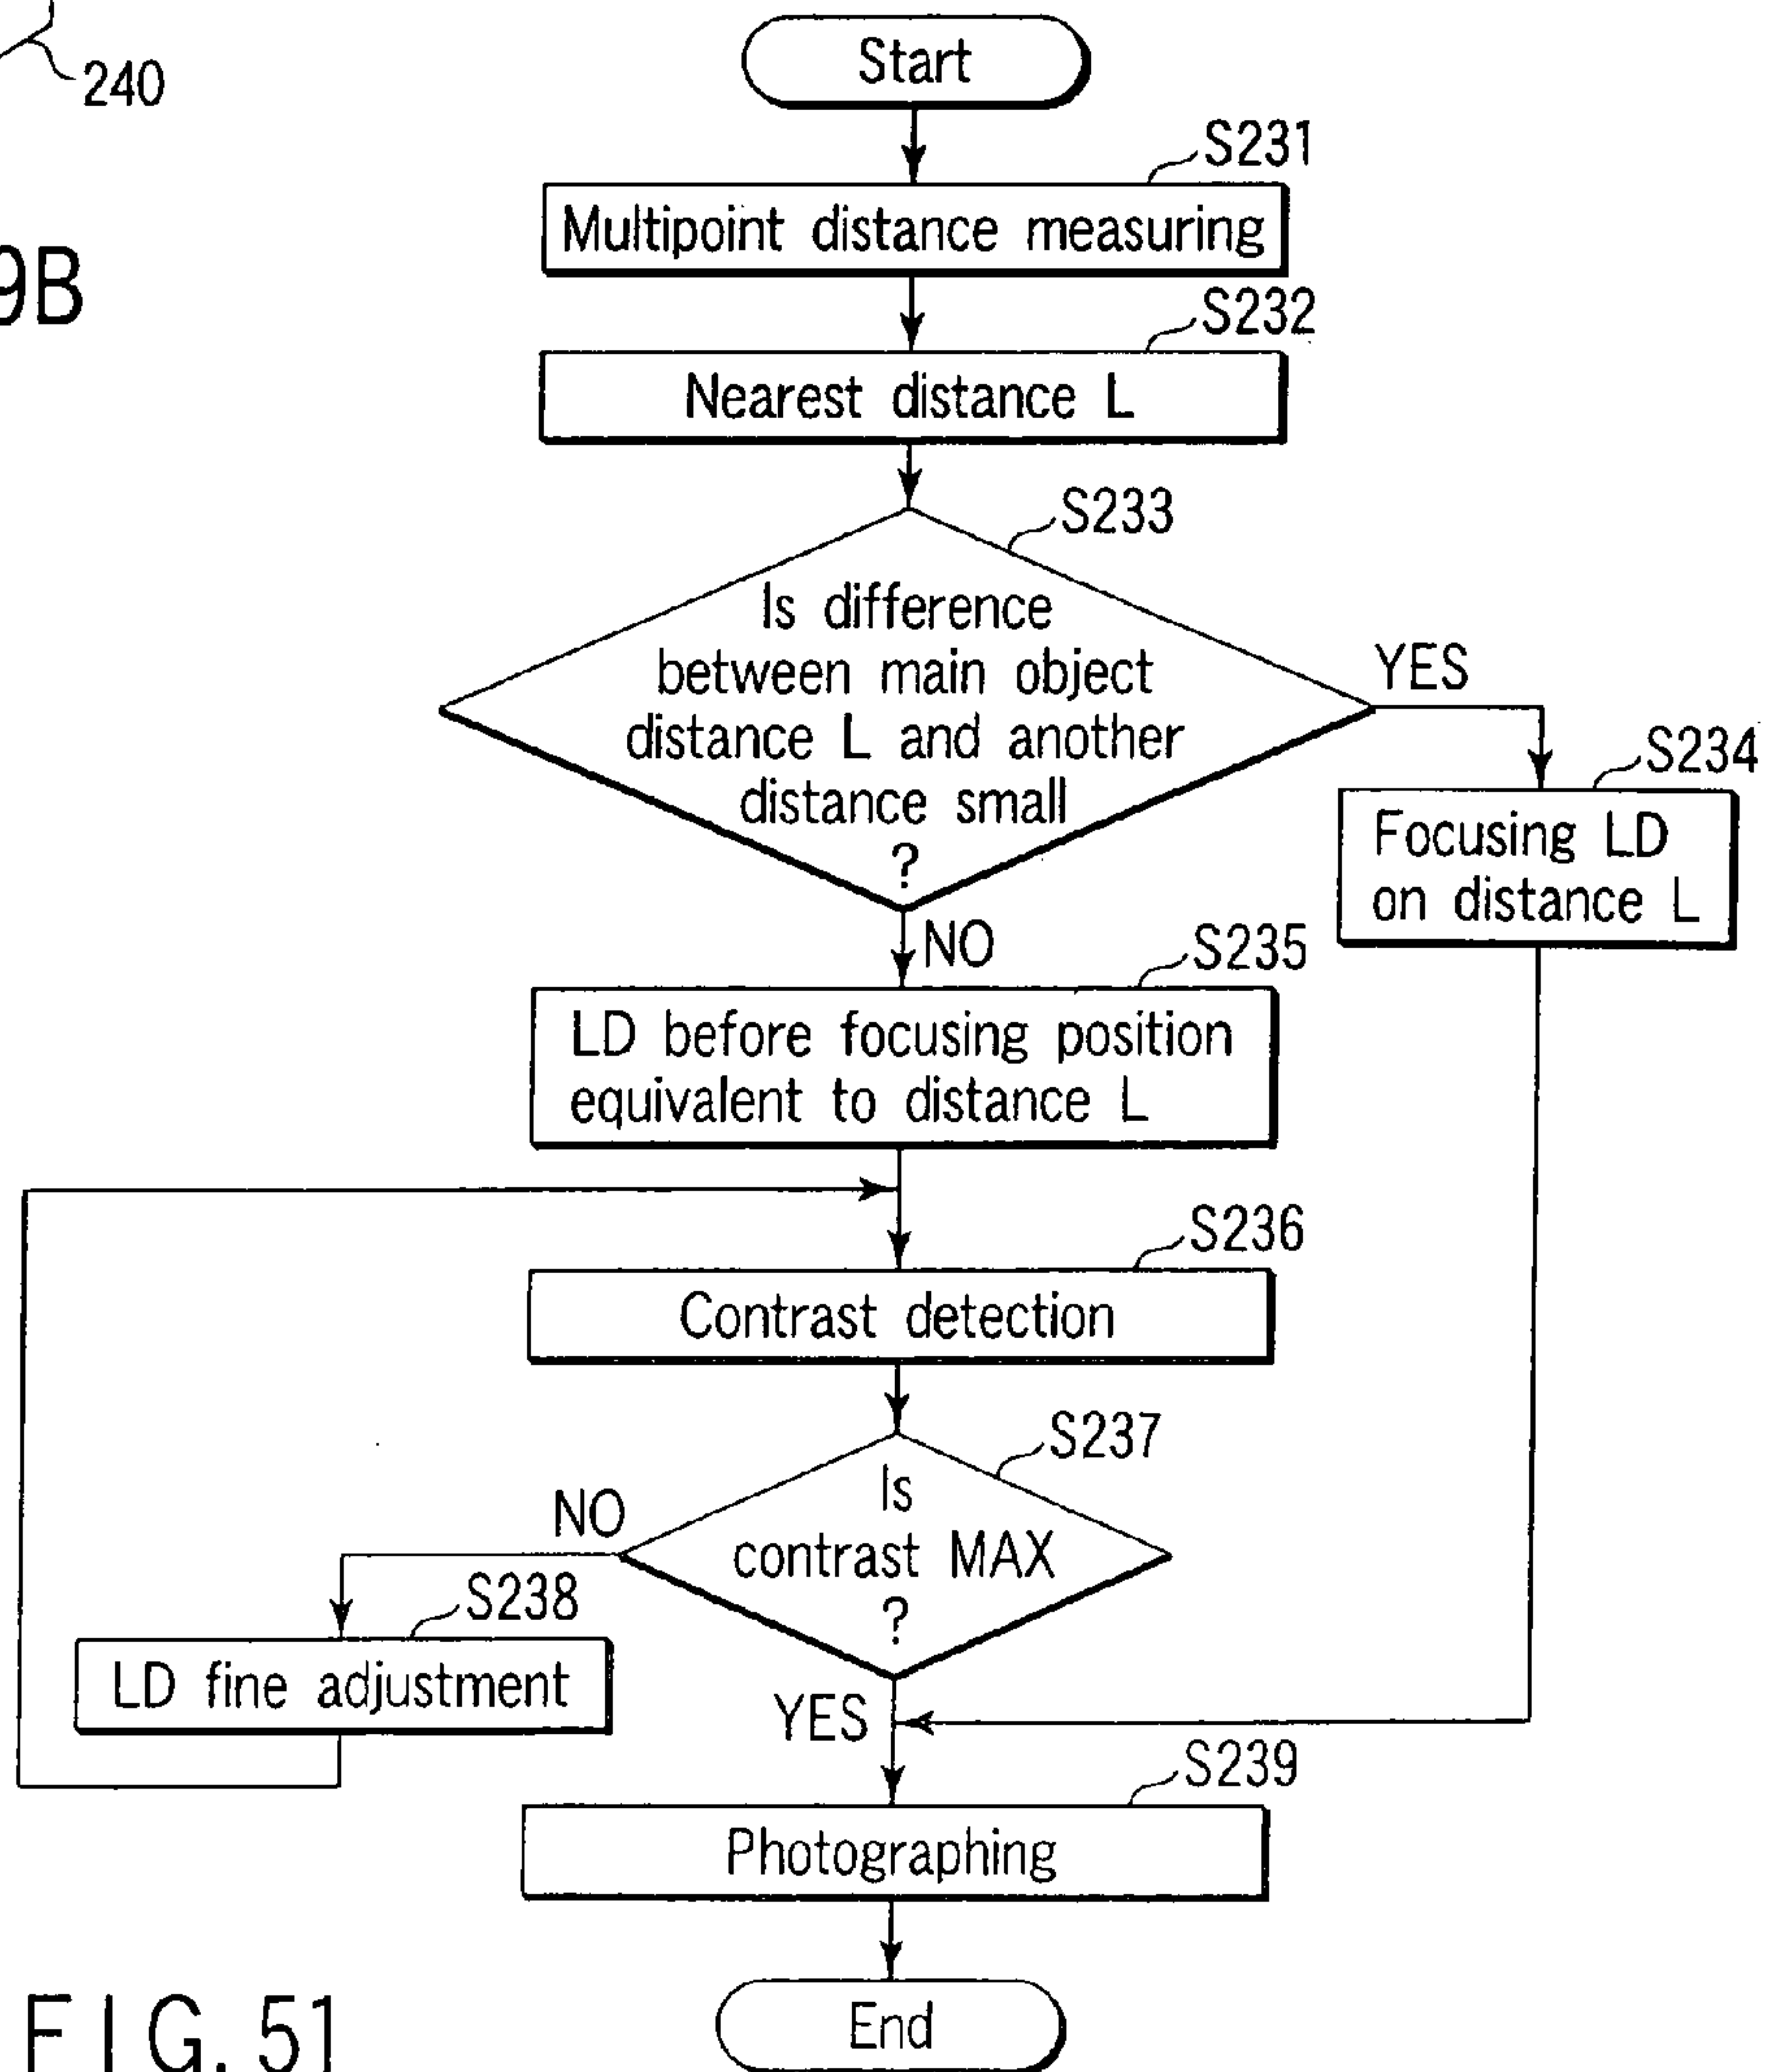 240
9B
Start
S231
Multipoint distance measuring
S232
Nearest distance L
S233
Is difference
between main object
distance L and another
distance small
?
YES
S234
Focusing LD
on distance L
NO
S235
LD before focusing position
equivalent to distance L
S236
Contrast detection
S237
Is
contrast MAX
?
NO
S238
LD fine adjustment
YES
S239
Photographing
End
FIG. 51